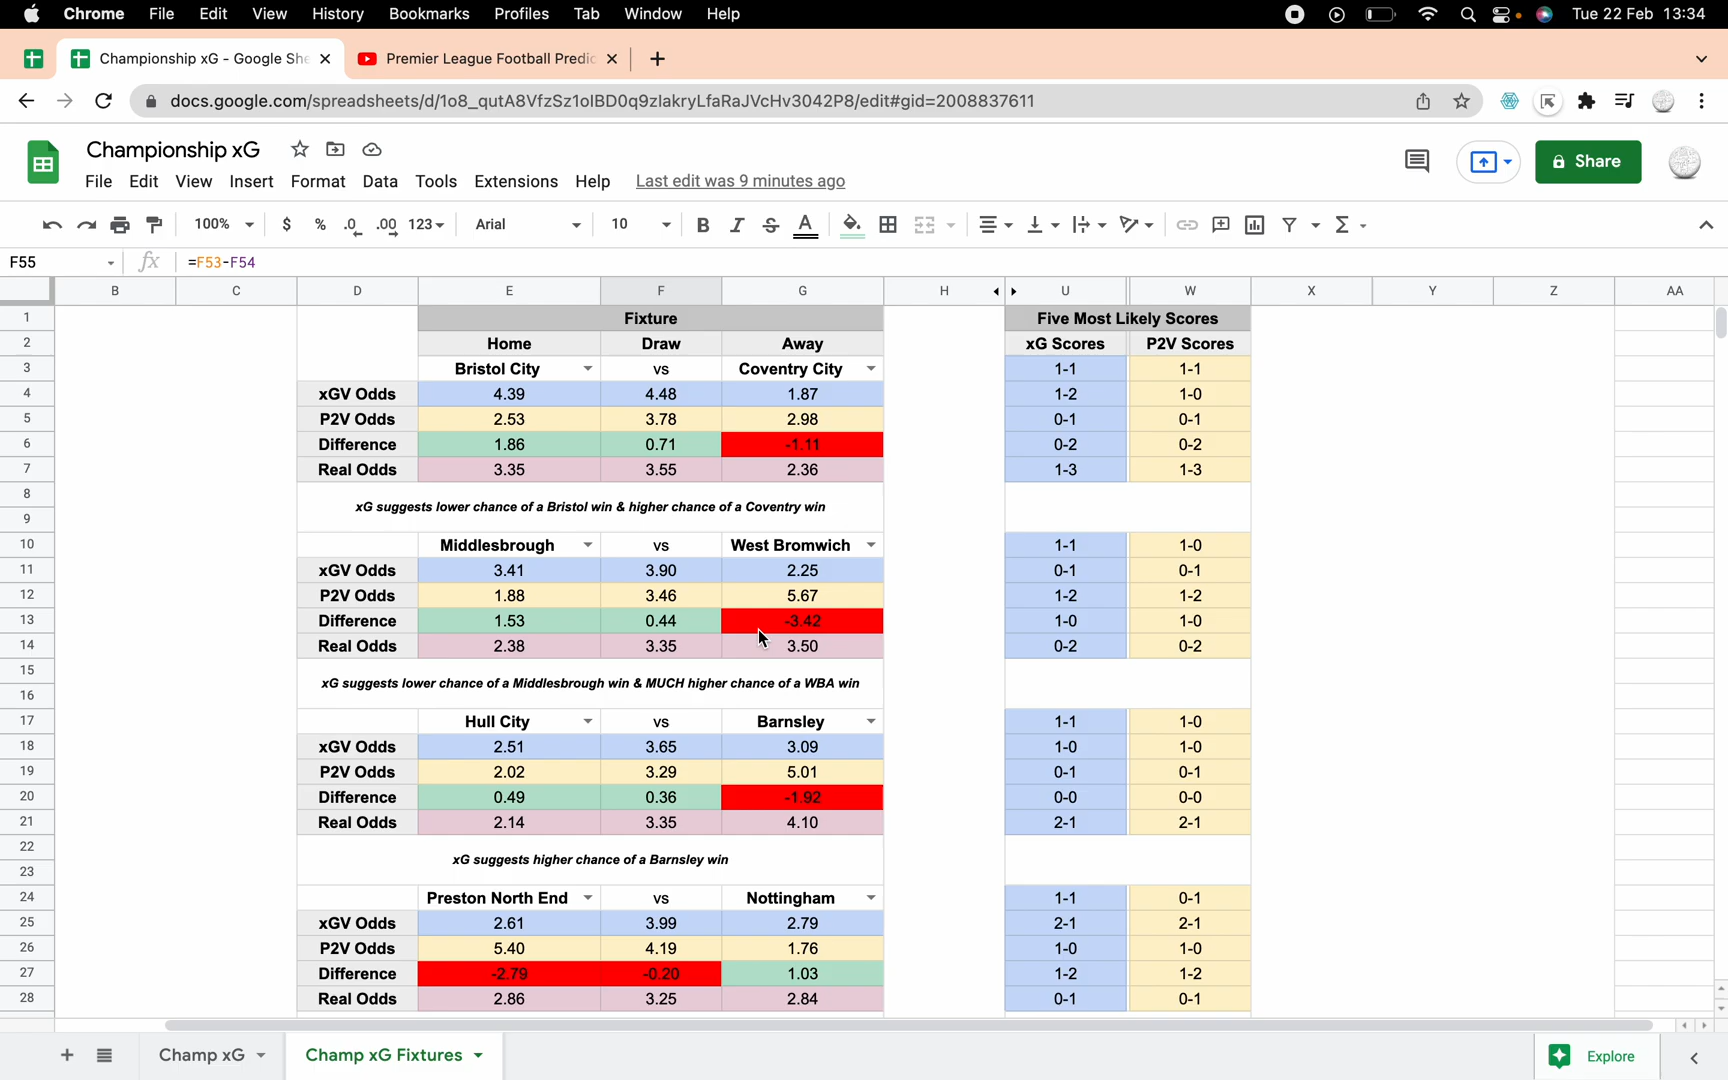 Chrome File Edit View History Bookmarks Profiles Tab Window Help Tue 22 Feb 13:34
Championship xG - Google She Premier League Football Predic
docs.google.com/spreadsheets/d/1o8_qutA8VfzSz1oIBD0q9zlakryLfaRaJVcHv3042P8/edit#gid=2008837611
Championship xG
File Edit View Insert Format Data Tools Extensions Help Last edit was 9 minutes ago
Share
100% $ % .0 .00 123 Arial 10 B I S A Σ
F55 fx =F53-F54
B C D E F G H U W X Y Z AA
1 Fixture Five Most Likely Scores
2 Home Draw Away xG Scores P2V Scores
3 Bristol City vs Coventry City 1-1 1-1
4 xGV Odds 4.39 4.48 1.87 1-2 1-0
5 P2V Odds 2.53 3.78 2.98 0-1 0-1
6 Difference 1.86 0.71 -1.11 0-2 0-2
7 Real Odds 3.35 3.55 2.36 1-3 1-3
8
xG suggests lower chance of a Bristol win & higher chance of a Coventry win
9
10 Middlesbrough vs West Bromwich 1-1 1-0
11 xGV Odds 3.41 3.90 2.25 0-1 0-1
12 P2V Odds 1.88 3.46 5.67 1-2 1-2
13 Difference 1.53 0.44 -3.42 1-0 1-0
14 Real Odds 2.38 3.35 3.50 0-2 0-2
15
xG suggests lower chance of a Middlesbrough win & MUCH higher chance of a WBA win
16
17 Hull City vs Barnsley 1-1 1-0
18 xGV Odds 2.51 3.65 3.09 1-0 1-0
19 P2V Odds 2.02 3.29 5.01 0-1 0-1
20 Difference 0.49 0.36 -1.92 0-0 0-0
21 Real Odds 2.14 3.35 4.10 2-1 2-1
22
xG suggests higher chance of a Barnsley win
23
24 Preston North End vs Nottingham 1-1 0-1
25 xGV Odds 2.61 3.99 2.79 2-1 2-1
26 P2V Odds 5.40 4.19 1.76 1-0 1-0
27 Difference -2.79 -0.20 1.03 1-2 1-2
28 Real Odds 2.86 3.25 2.84 0-1 0-1
Champ xG Champ xG Fixtures Explore